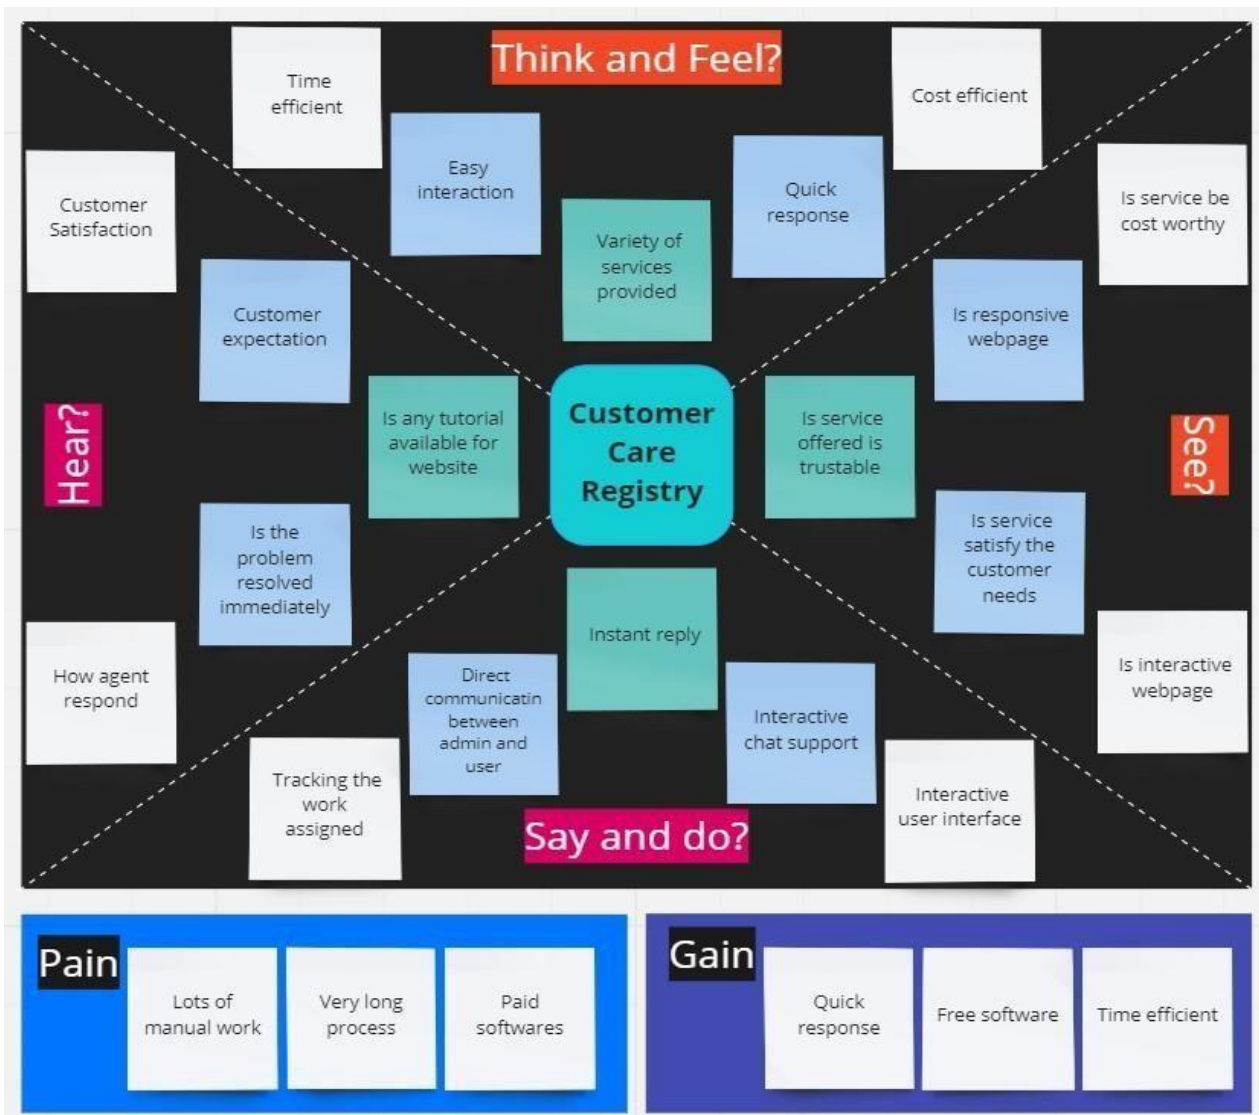 Think and Feel?
Time
efficient
Easy
interaction
Variety of
services
provided
Quick
response
Cost efficient
Hear?
Customer
Satisfaction
Customer
expectation
Is any tutorial
available for
website
Is the
problem
resolved
immediately
How agent
respond
Customer
Care
Registry
See?
Is service be
cost worthy
Is responsive
webpage
Is service
offered is
trustable
Is service
satisfy the
customer
needs
Is interactive
webpage
Say and do?
Tracking the
work
assigned
Direct
communicatin
between
admin and
user
Instant reply
Interactive
chat support
Interactive
user interface
Pain
Lots of
manual work
Very long
process
Paid
softwares
Gain
Quick
response
Free software
Time efficient